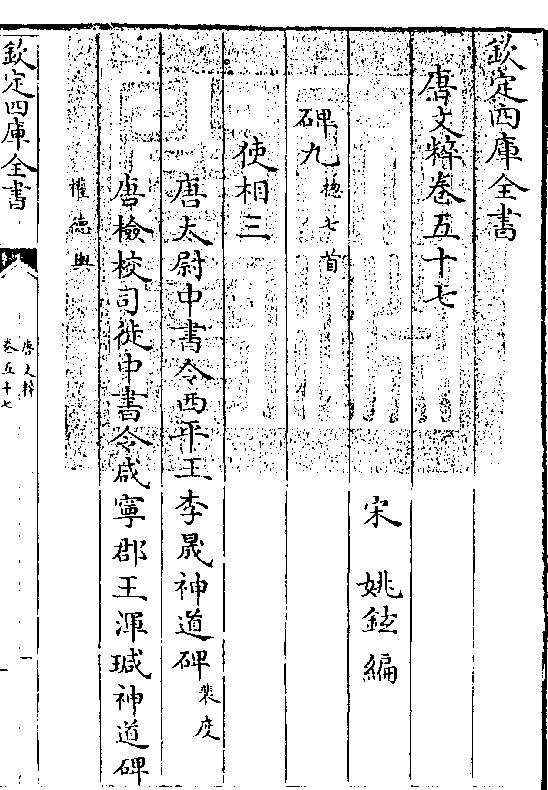 欽定四庫全書
唐文粹卷五十七
宋 姚鉉編
碑九 揔七首
使相三
唐太尉中書令西平王李晟神道碑 裴度
唐檢校司徒中書令咸寧郡王渾瑊神道碑
權德輿
欽定四庫全書
唐文粹
卷五十七
一